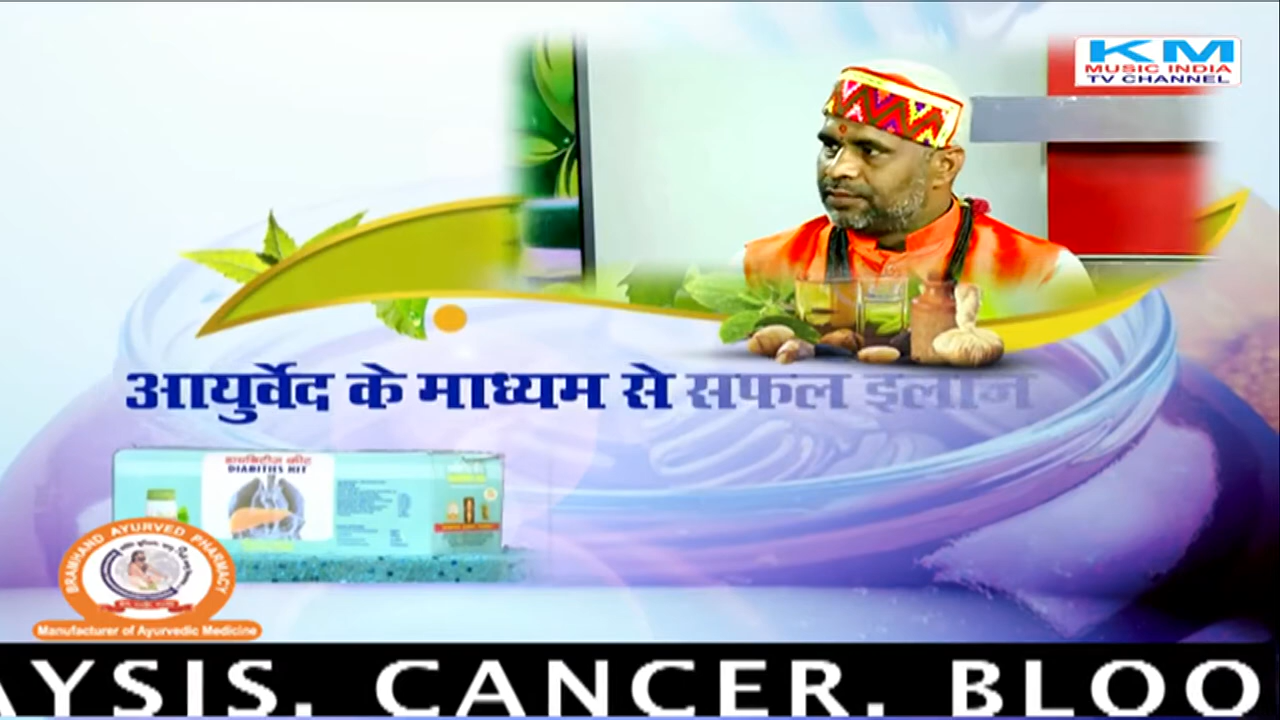 KM
MUSIC INDIA
TV CHANNEL
आयुर्वेद के माध्यम से सफल इलाज
डायबिटीज कीट
DIABITIES KIT
BRAMHAND AYURVED PHARMACY
Manufacturer of Ayurvedic Medicine
AYSIS, CANCER, BLOO